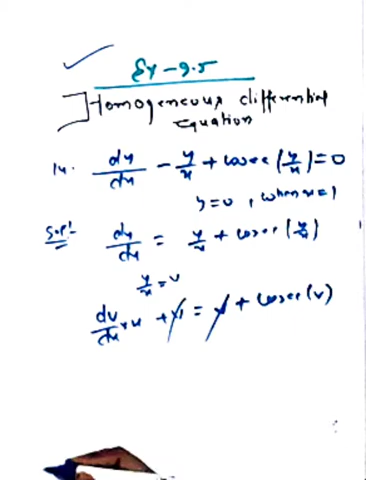 Ex - 9.5
Homogeneous differential
Equation
14. dy/dx - y/x + cosec(y/x) = 0
y = 0, when x = 1
Sol:
dy/dx = y/x + cosec(y/x)
y/x = v
dv/dx × x + v = v + cosec(v)